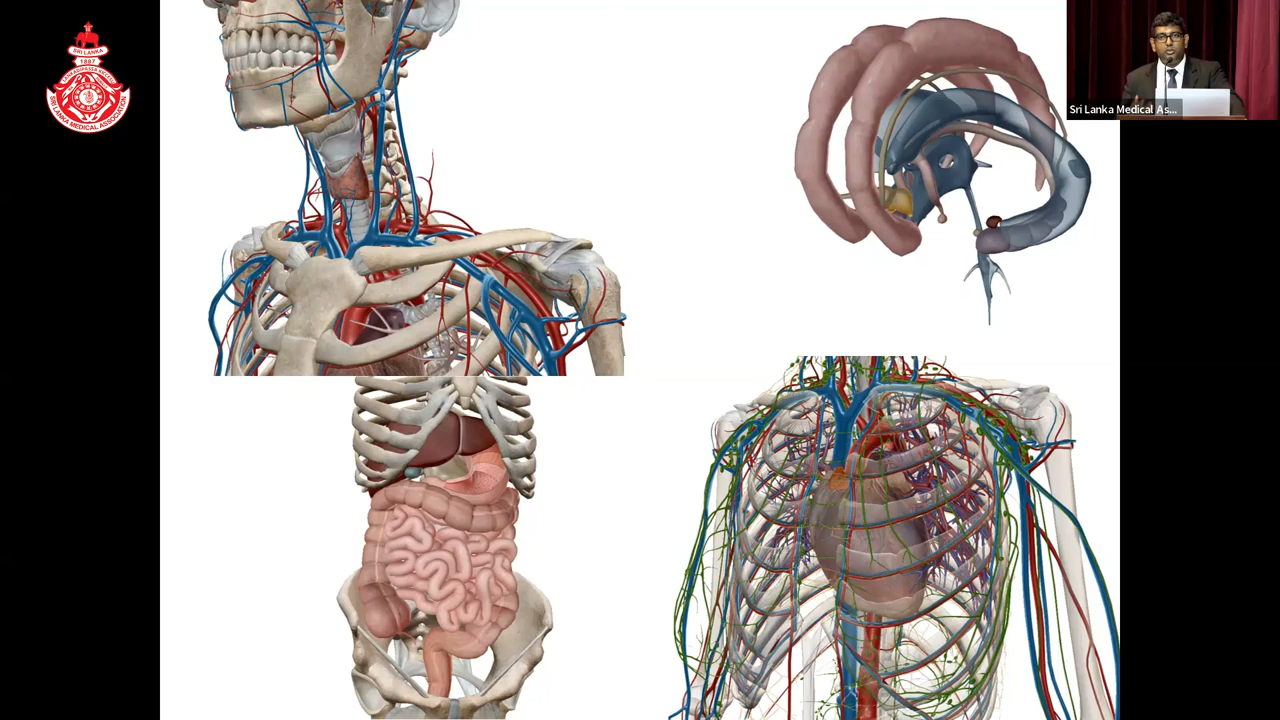 SRI LANKA
1887
SRI LANKA MEDICAL ASSOCIATION
Sri Lanka Medical As...